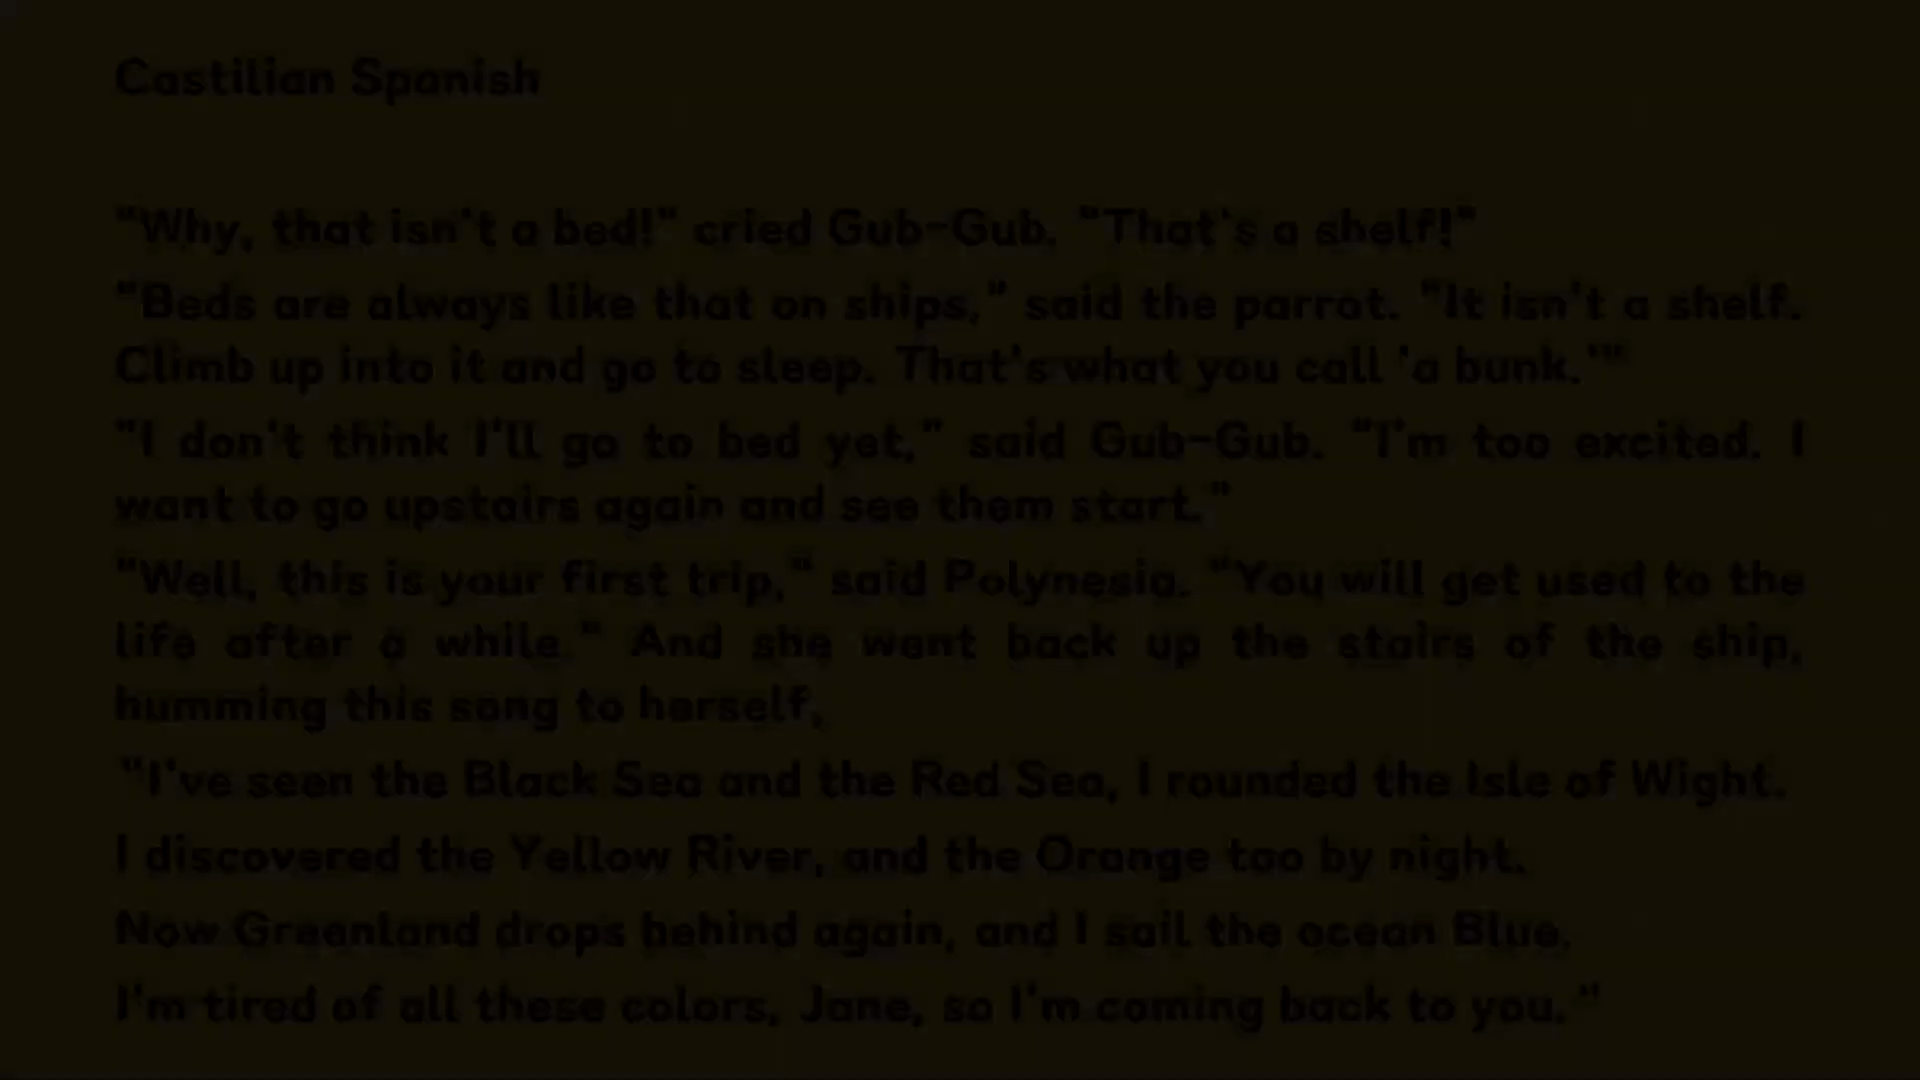 Castilian Spanish
"Why, that isn't a bed!" cried Gub-Gub. "That's a shelf!"
"Beds are always like that on ships," said the parrot. "It isn't a shelf.
Climb up into it and go to sleep. That's what you call 'a bunk.'"
"I don't think I'll go to bed yet," said Gub-Gub. "I'm too excited. I
want to go upstairs again and see them start."
"Well, this is your first trip," said Polynesia. "You will get used to the
life after a while." And she went back up the stairs of the ship,
humming this song to herself,
"I've seen the Black Sea and the Red Sea, I rounded the Isle of Wight.
I discovered the Yellow River, and the Orange too by night.
Now Greenland drops behind again, and I sail the ocean Blue.
I'm tired of all these colors, Jane, so I'm coming back to you."